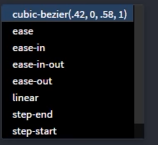 cubic-bezier(.42, 0, .58, 1)
ease
ease-in
ease-in-out
ease-out
linear
step-end
step-start